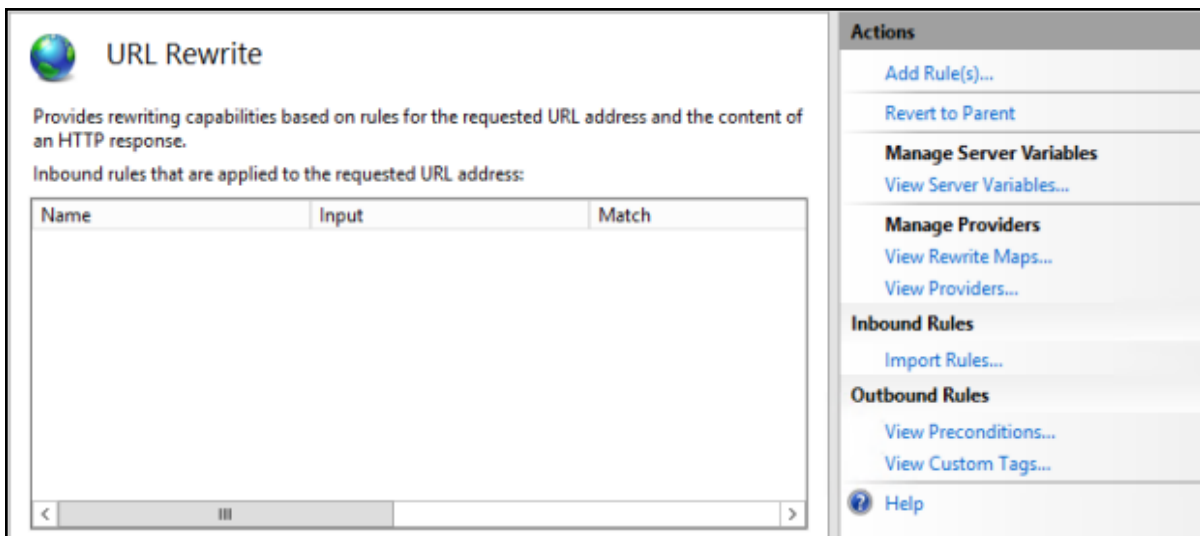 URL Rewrite
Provides rewriting capabilities based on rules for the requested URL address and the content of
an HTTP response.
Inbound rules that are applied to the requested URL address:
Name Input Match
Actions
Add Rule(s)...
Revert to Parent
Manage Server Variables
View Server Variables...
Manage Providers
View Rewrite Maps...
View Providers...
Inbound Rules
Import Rules...
Outbound Rules
View Preconditions...
View Custom Tags...
Help